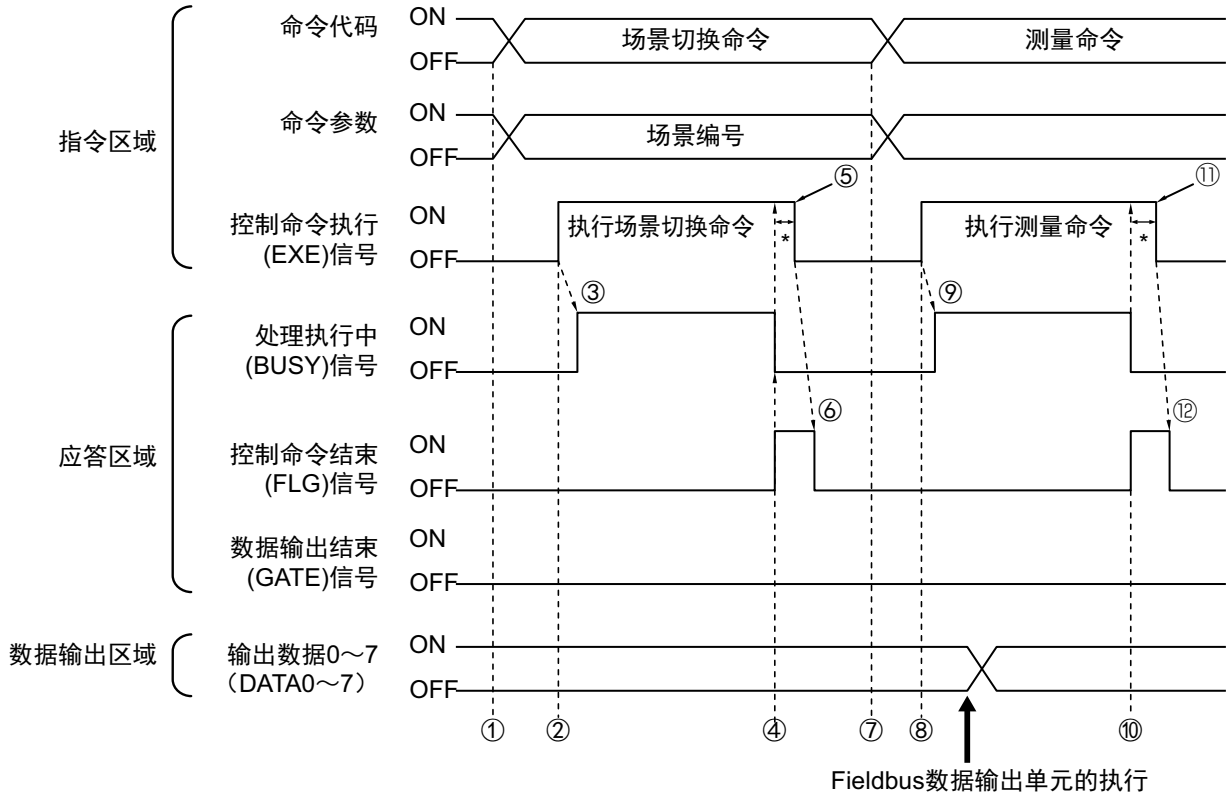 命令代码
ON
OFF
场景切换命令
测量命令
指令区域
命令参数
ON
OFF
场景编号
控制命令执行
(EXE)信号
ON
OFF
执行场景切换命令
*
⑤
执行测量命令
*
⑪
应答区域
处理执行中
(BUSY)信号
ON
OFF
③
⑨
控制命令结束
(FLG)信号
ON
OFF
⑥
⑫
数据输出结束
(GATE)信号
ON
OFF
数据输出区域
输出数据0～7
（DATA0～7）
ON
OFF
① ② ④ ⑦ ⑧ ⑩
Fieldbus数据输出单元的执行